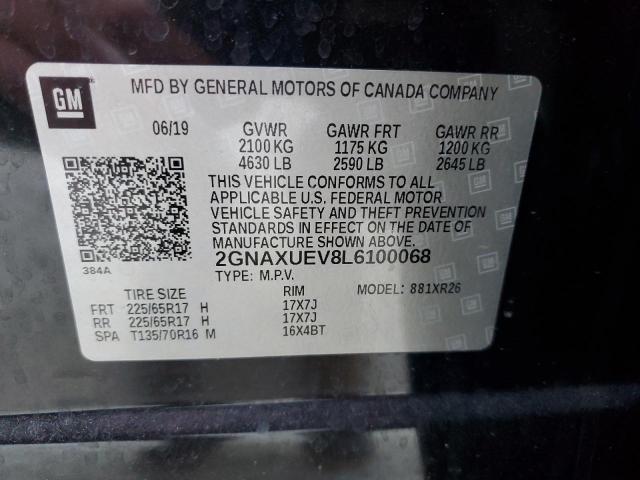 GM
MFD BY GENERAL MOTORS OF CANADA COMPANY
06/19 GVWR GAWR FRT GAWR RR
2100 KG 1175 KG 1200 KG
4630 LB 2590 LB 2645 LB
THIS VEHICLE CONFORMS TO ALL
APPLICABLE U.S. FEDERAL MOTOR
VEHICLE SAFETY AND THEFT PREVENTION
STANDARDS IN EFFECT ON THE DATE OF
MANUFACTURE SHOWN ABOVE.
384A 2GNAXUEV8L6100068
TYPE: M.P.V.
TIRE SIZE RIM MODEL: 881XR26
FRT 225/65R17 H 17X7J
RR 225/65R17 H 17X7J
SPA T135/70R16 M 16X4BT